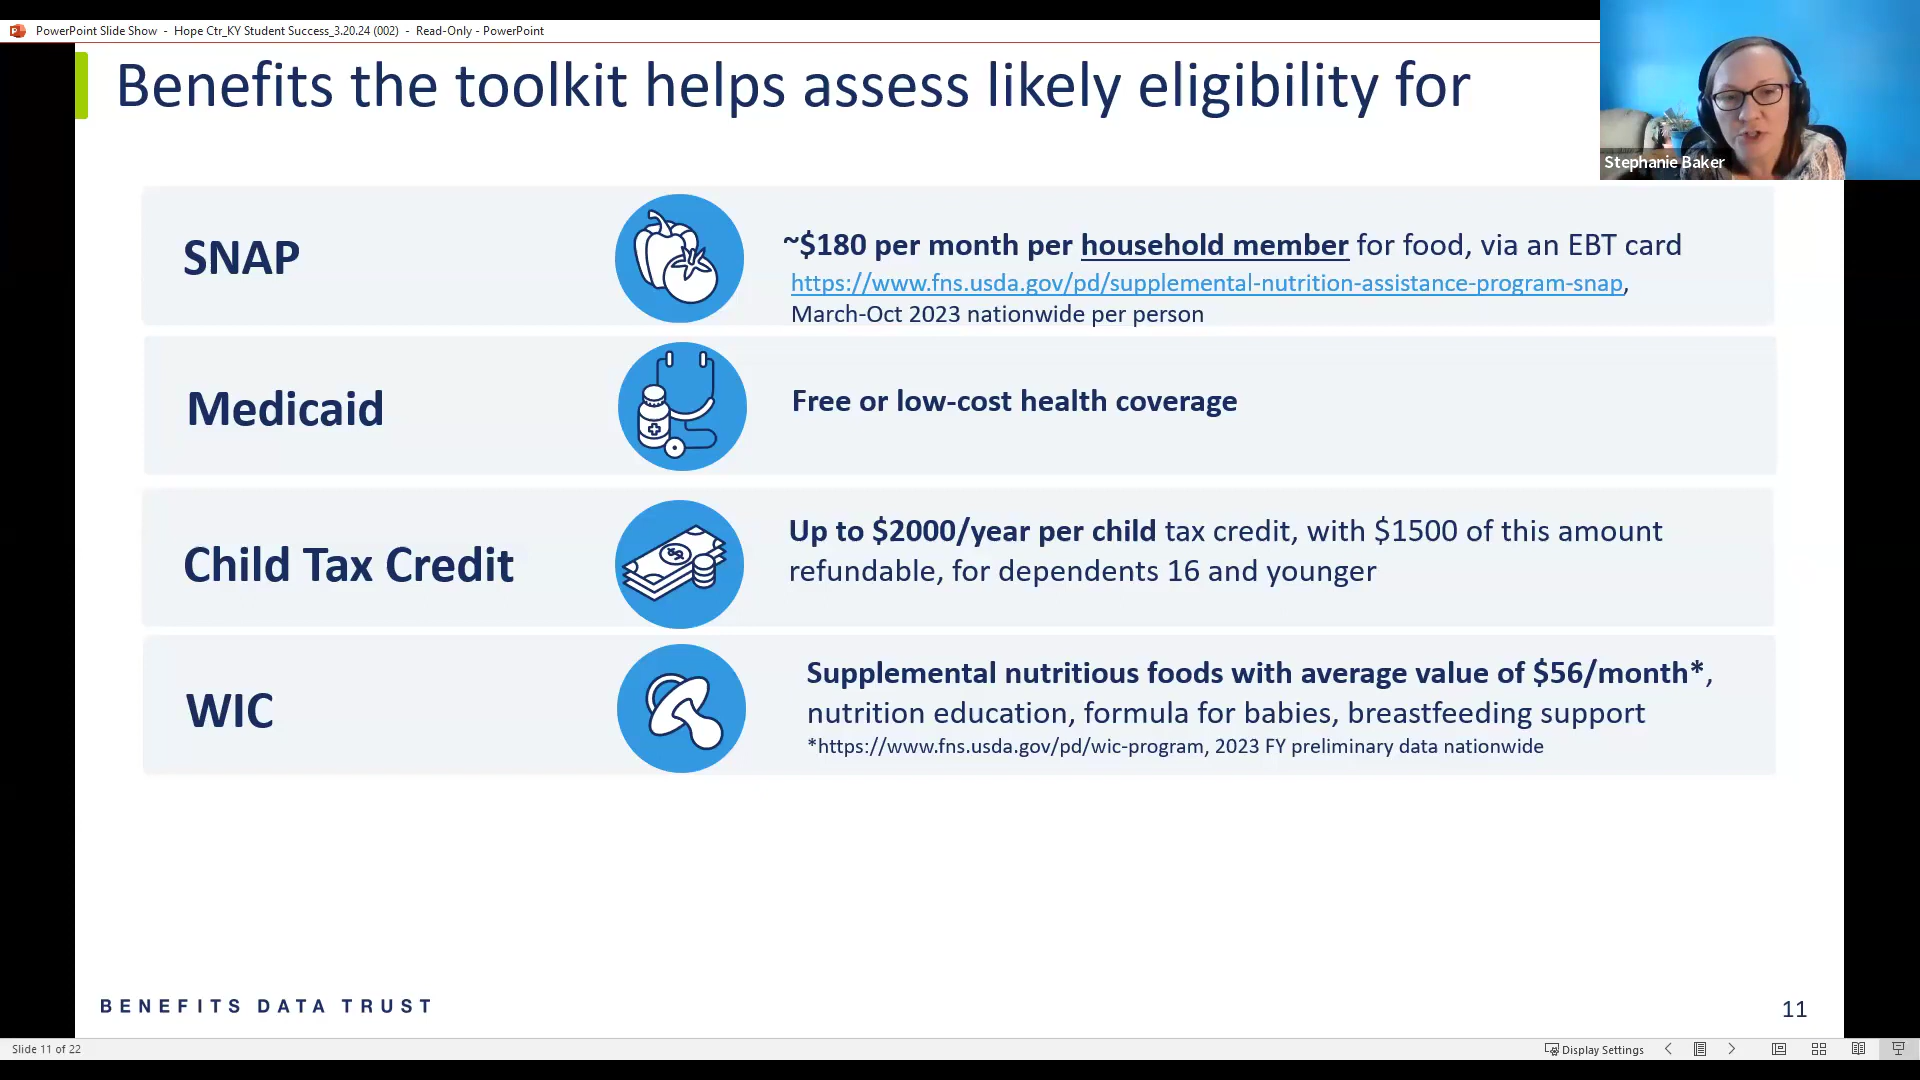 PowerPoint Slide Show - Hope Ctr_KY Student Success_3.20.24 (002) - Read-Only - PowerPoint
Benefits the toolkit helps assess likely eligibility for
Stephanie Baker
SNAP
~$180 per month per household member for food, via an EBT card
https://www.fns.usda.gov/pd/supplemental-nutrition-assistance-program-snap,
March-Oct 2023 nationwide per person
Medicaid
Free or low-cost health coverage
Child Tax Credit
Up to $2000/year per child tax credit, with $1500 of this amount
refundable, for dependents 16 and younger
WIC
Supplemental nutritious foods with average value of $56/month*,
nutrition education, formula for babies, breastfeeding support
*https://www.fns.usda.gov/pd/wic-program, 2023 FY preliminary data nationwide
BENEFITS DATA TRUST
11
Slide 11 of 22
Display Settings